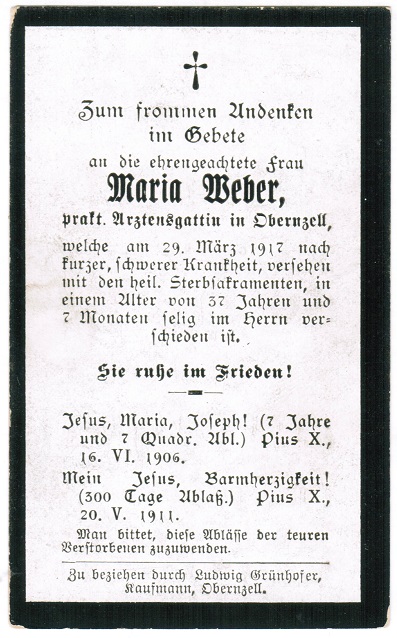 Zum frommen Andenken
im Gebete
an die ehrengeachtete Frau
Maria Weber,
prakt. Arztensgattin in Obernzell,
welche am 29. März 1917 nach
kurzer, schwerer Krankheit, versehen
mit den heil. Sterbsakramenten, in
einem Alter von 37 Jahren und
7 Monaten selig im Herrn ver-
schieden ist.
Sie ruhe im Frieden!
Jesus, Maria, Joseph! (7 Jahre
und 7 Quadr. Abl.) Pius X.,
16. VI. 1906.
Mein Jesus, Barmherzigkeit!
(300 Tage Ablaß.) Pius X.,
20. V. 1911.
Man bittet, diese Ablässe der teuren
Verstorbenen zuzuwenden.
Zu beziehen durch Ludwig Grünhofer,
Kaufmann, Obernzell.